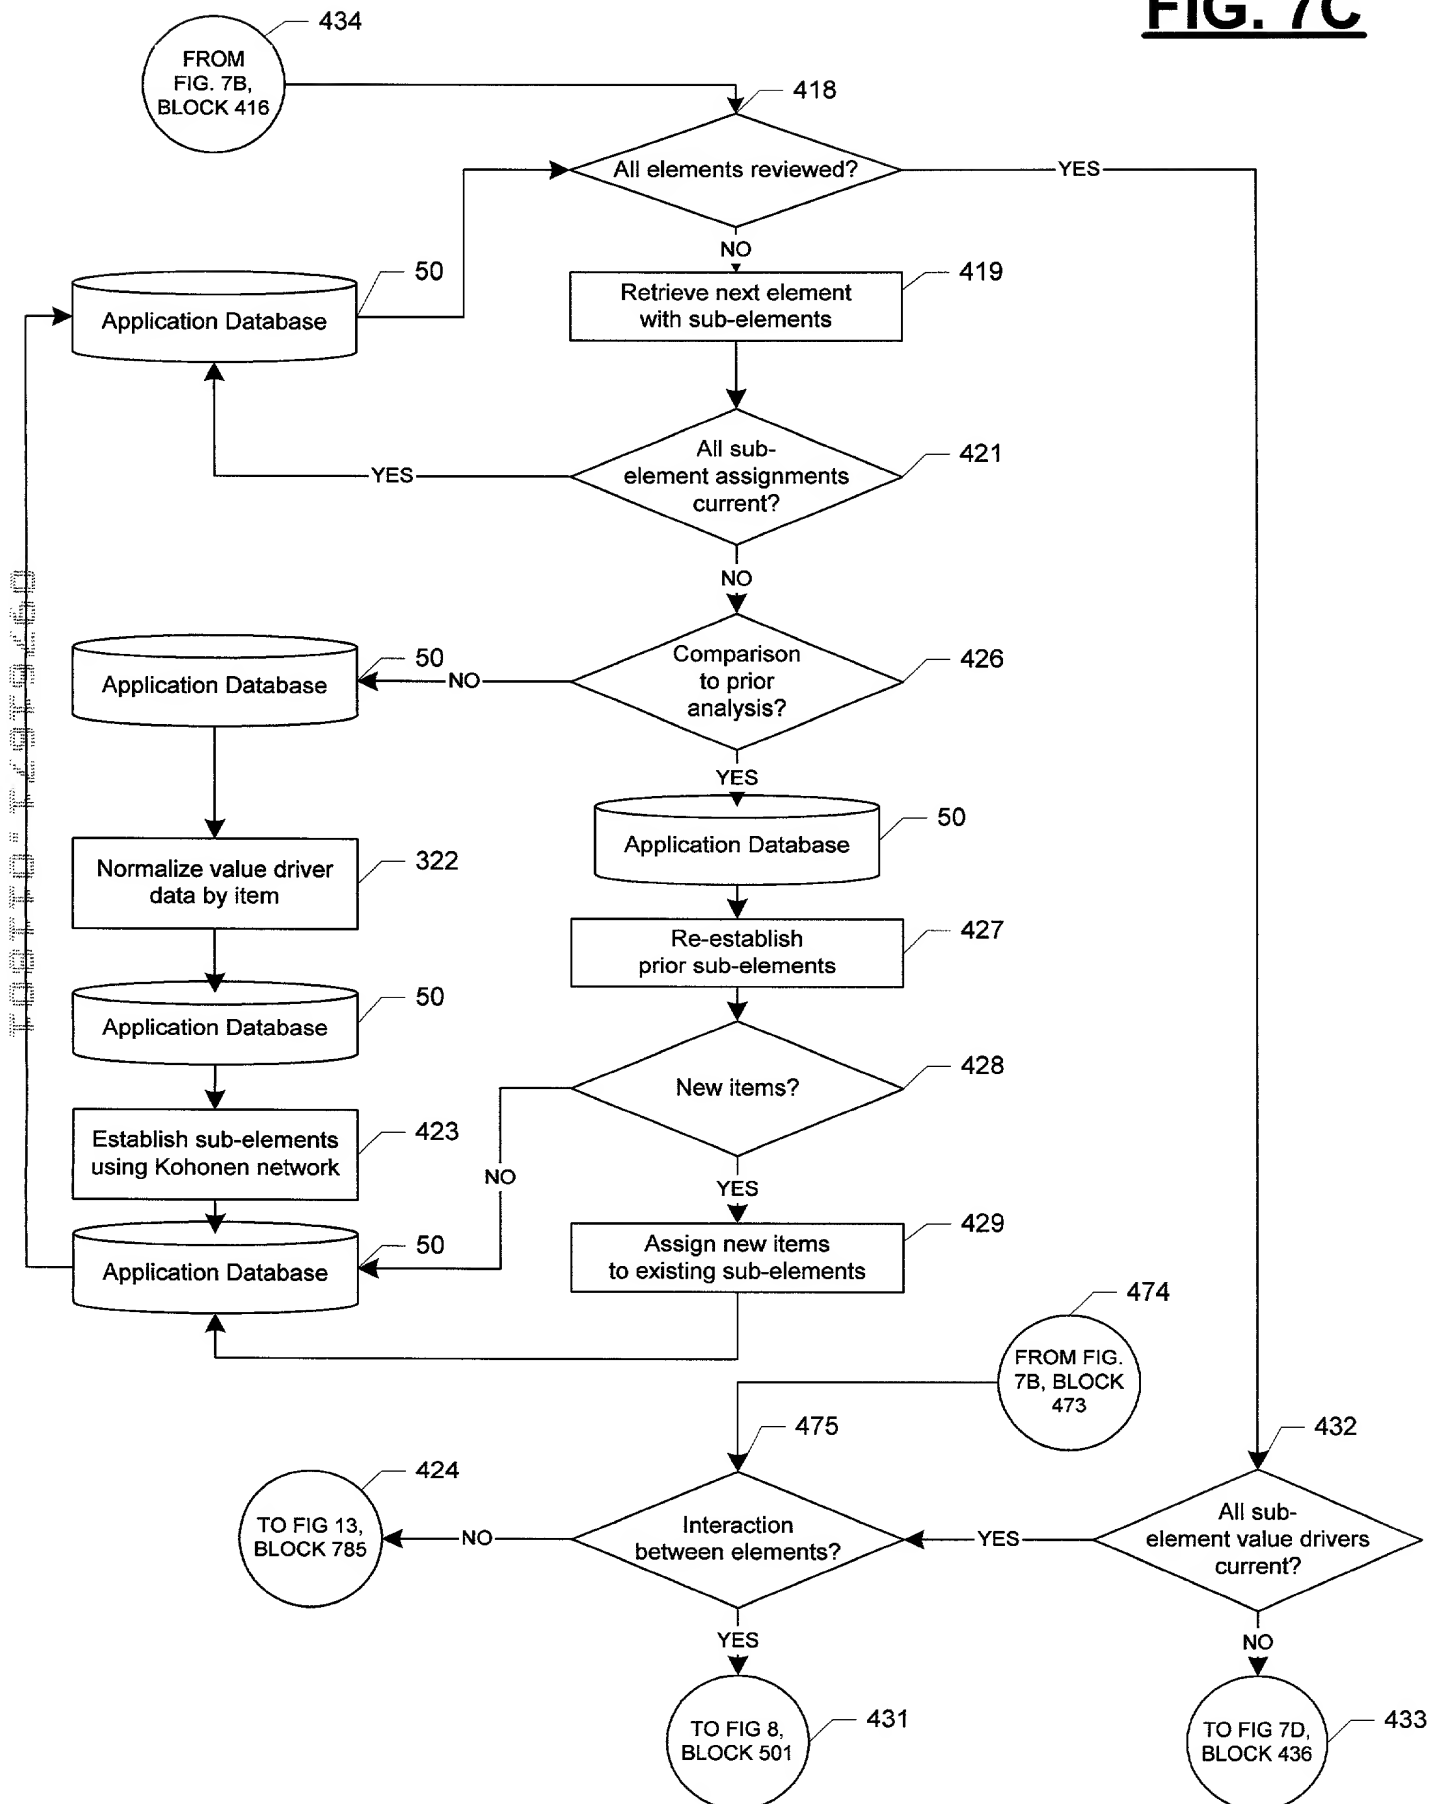 FIG. 7C
434
FROM
FIG. 7B,
BLOCK 416
418
All elements reviewed?
YES
NO
50
Application Database
419
Retrieve next element
with sub-elements
421
All sub-
element assignments
current?
YES
NO
50
Application Database
NO
426
Comparison
to prior
analysis?
YES
50
Application Database
322
Normalize value driver
data by item
427
Re-establish
prior sub-elements
50
Application Database
428
New items?
NO
YES
423
Establish sub-elements
using Kohonen network
50
Application Database
429
Assign new items
to existing sub-elements
474
FROM FIG.
7B, BLOCK
473
475
432
424
TO FIG 13,
BLOCK 785
NO
Interaction
between elements?
YES
All sub-
element value drivers
current?
YES
NO
431
TO FIG 8,
BLOCK 501
433
TO FIG 7D,
BLOCK 436